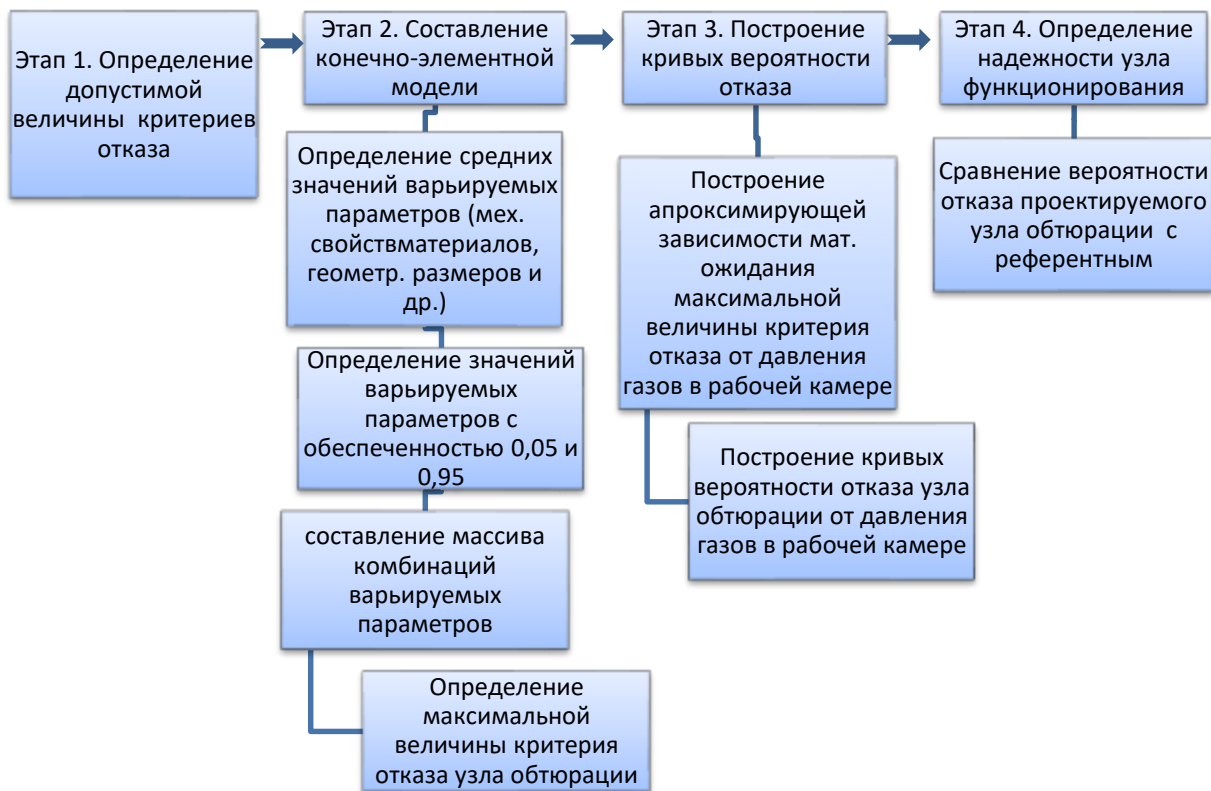 Этап 1. Определение
допустимой
величины критериев
отказа
Этап 2. Составление
конечно-элементной
модели
Определение средних
значений варьируемых
параметров (мех.
свойствматериалов,
геометр. размеров и
др.)
Определение значений
варьируемых
параметров с
обеспеченностью 0,05 и
0,95
составление массива
комбинаций
варьируемых
параметров
Определение
максимальной
величины критерия
отказа узла обтюрации
Этап 3. Построение
кривых вероятности
отказа
Построение
апроксимирующей
зависимости мат.
ожидания
максимальной
величины критерия
отказа от давления
газов в рабочей камере
Построение кривых
вероятности отказа узла
обтюрации от давления
газов в рабочей камере
Этап 4. Определение
надежности узла
функционирования
Сравнение вероятности
отказа проектируемого
узла обтюрации с
референтным